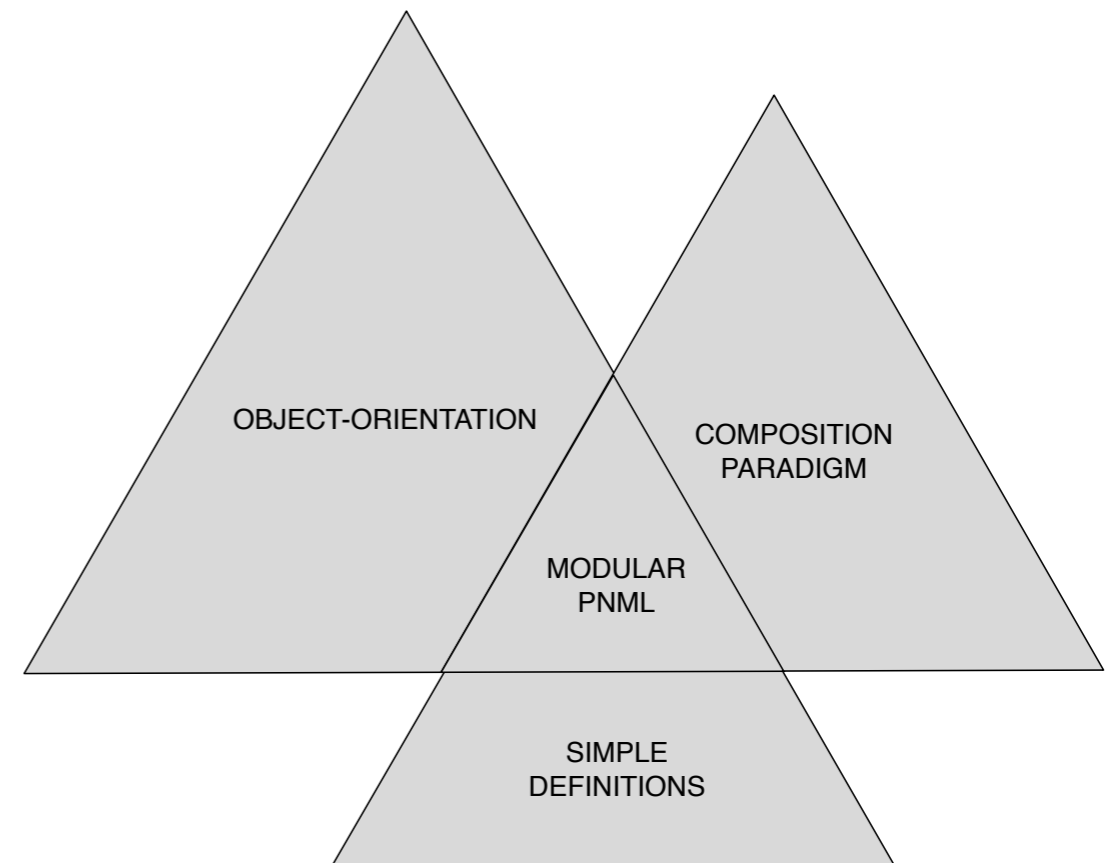 OBJECT-ORIENTATION
COMPOSITION
PARADIGM
MODULAR
PNML
SIMPLE
DEFINITIONS